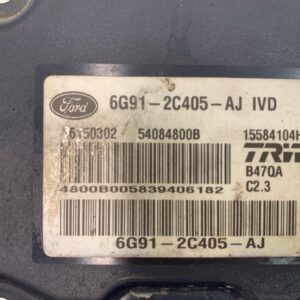 Ford 6G91-2C405-AJ IVD
6150302 54084800B 15584104H
TRW
B47QA
4800B005839406182 C2.3
6G91-2C405-AJ